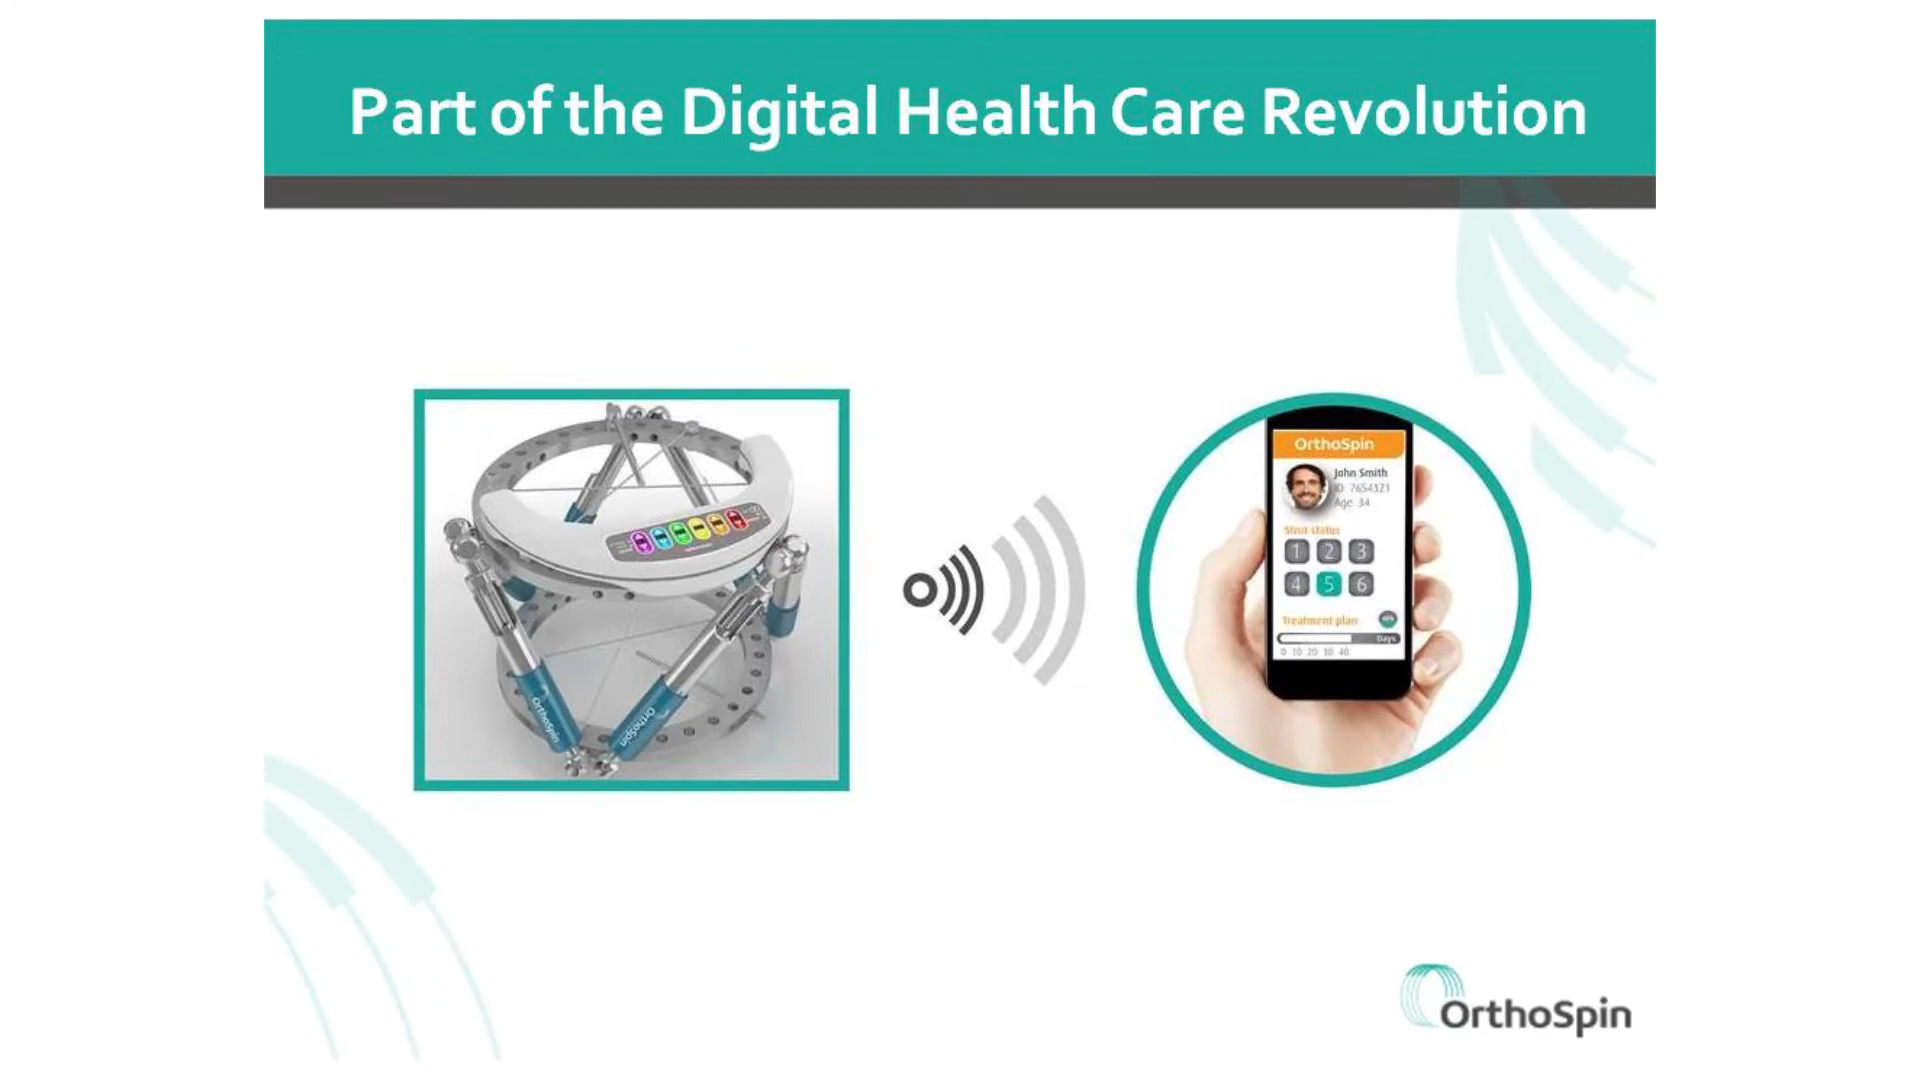 Part of the Digital Health Care Revolution
OrthoSpin
John Smith
ID: 7654321
Age: 34
Strut status
1 2 3
4 5 6
Treatment plan
Days
0 10 20 30 40
OrthoSpin
OrthoSpin
OrthoSpin